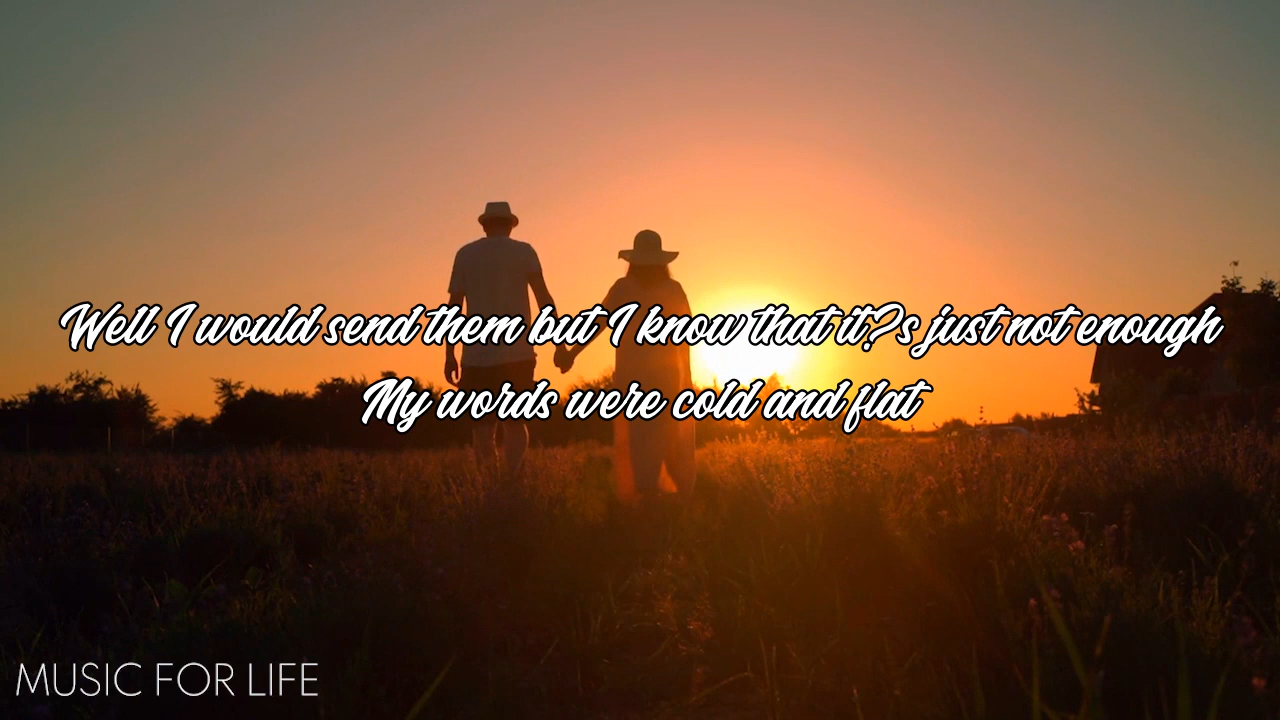 Well I would send them but I know that it?s just not enough
My words were cold and flat
MUSIC FOR LIFE